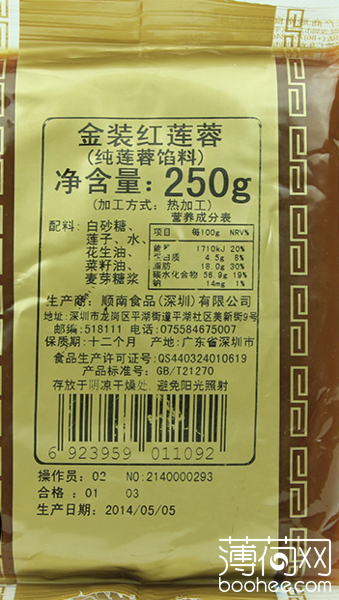 金装红莲蓉
(纯莲蓉馅料)
净含量:250g
(加工方式:热加工)
营养成分表
配料:白砂糖、莲子、水、花生油、菜籽油、麦芽糖浆
项目 每100g NRV%
能量 1710kJ 20%
蛋白质 4.5g 8%
脂肪 18.0g 30%
碳水化合物 56.9g 19%
钠 14mg 1%
生产商:顺南食品(深圳)有限公司
地址:深圳市龙岗区平湖街道平湖社区美新街9号
邮编:518111 电话:075584675007
保质期:十二个月 产地:广东省深圳市
食品生产许可证号:QS440324010619
产品标准号:GB/T21270
存放于阴凉干燥处,避免阳光照射
6 923959 011092
操作员:02 NO:2140000293
合格:01 03
生产日期:2014/05/05
薄荷网
boohee.com